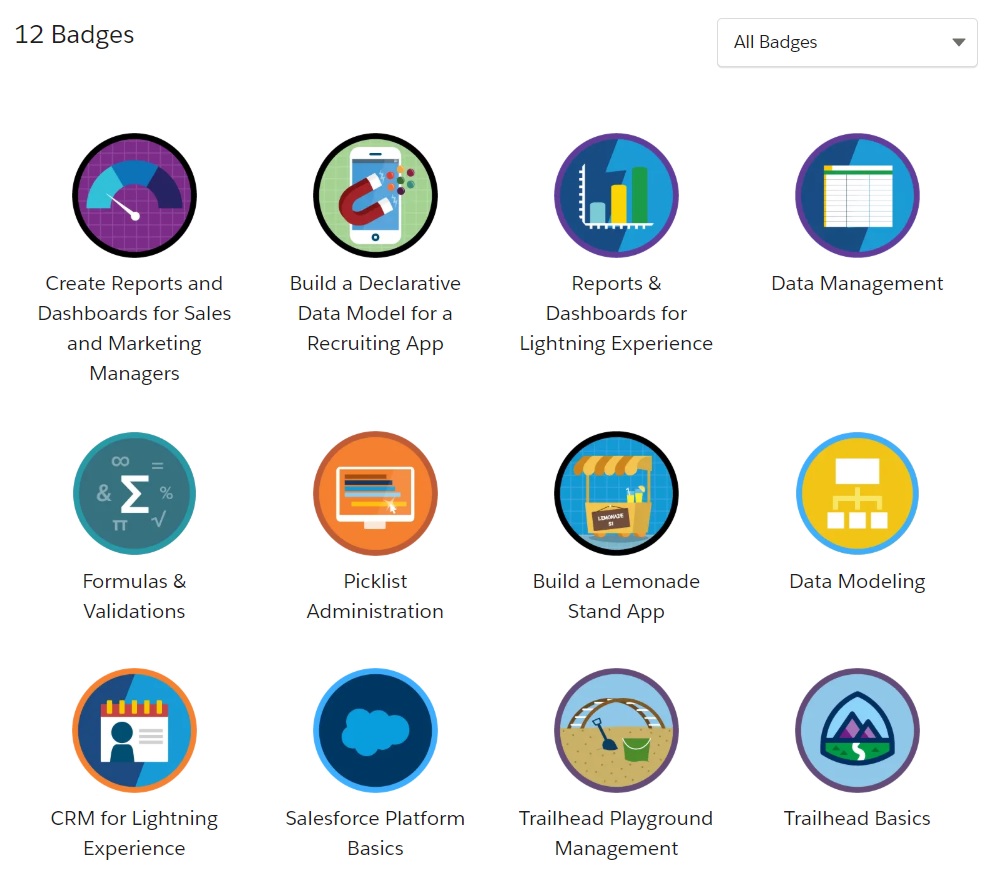 12 Badges
All Badges
Create Reports and
Dashboards for Sales
and Marketing
Managers
Build a Declarative
Data Model for a
Recruiting App
Reports &
Dashboards for
Lightning Experience
Data Management
∞ =
& Σ %
π √
Formulas &
Validations
Picklist
Administration
LEMONADE
$1
Build a Lemonade
Stand App
Data Modeling
CRM for Lightning
Experience
Salesforce Platform
Basics
Trailhead Playground
Management
Trailhead Basics